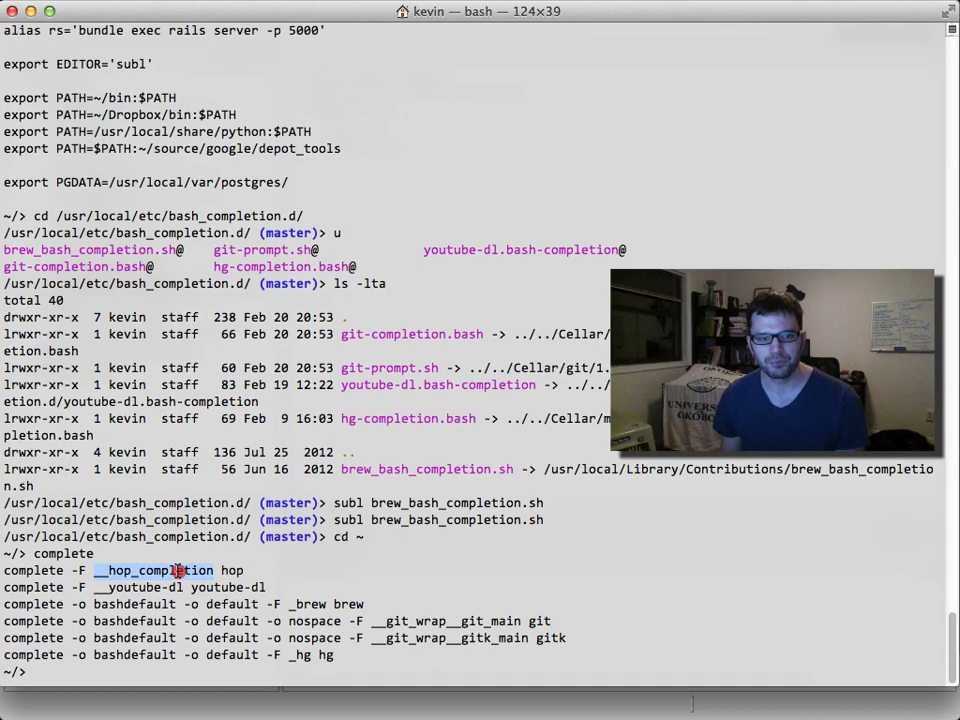 kevin — bash — 124×39
alias rs='bundle exec rails server -p 5000'
export EDITOR='subl'
export PATH=~/bin:$PATH
export PATH=~/Dropbox/bin:$PATH
export PATH=/usr/local/share/python:$PATH
export PATH=$PATH:~/source/google/depot_tools
export PGDATA=/usr/local/var/postgres/
~/> cd /usr/local/etc/bash_completion.d/
/usr/local/etc/bash_completion.d/ (master)> u
brew_bash_completion.sh@ git-prompt.sh@ youtube-dl.bash-completion@
git-completion.bash@ hg-completion.bash@
/usr/local/etc/bash_completion.d/ (master)> ls -lta
total 40
drwxr-xr-x 7 kevin staff 238 Feb 20 20:53 .
lrwxr-xr-x 1 kevin staff 66 Feb 20 20:53 git-completion.bash -> ../../Cellar/
etion.bash
lrwxr-xr-x 1 kevin staff 60 Feb 20 20:53 git-prompt.sh -> ../../Cellar/git/1.
lrwxr-xr-x 1 kevin staff 83 Feb 19 12:22 youtube-dl.bash-completion -> ../../
etion.d/youtube-dl.bash-completion
lrwxr-xr-x 1 kevin staff 69 Feb 9 16:03 hg-completion.bash -> ../Cellar/m
pletion.bash
drwxr-xr-x 4 kevin staff 136 Jul 25 2012 ..
lrwxr-xr-x 1 kevin staff 56 Jun 16 2012 brew_bash_completion.sh -> /usr/local/Library/Contributions/brew_bash_completio
n.sh
/usr/local/etc/bash_completion.d/ (master)> subl brew_bash_completion.sh
/usr/local/etc/bash_completion.d/ (master)> subl brew_bash_completion.sh
/usr/local/etc/bash_completion.d/ (master)> cd ~
~/> complete
complete -F __hop_completion hop
complete -F __youtube-dl youtube-dl
complete -o bashdefault -o default -F _brew brew
complete -o bashdefault -o default -o nospace -F __git_wrap__git_main git
complete -o bashdefault -o default -o nospace -F __git_wrap__gitk_main gitk
complete -o bashdefault -o default -F _hg hg
~/>